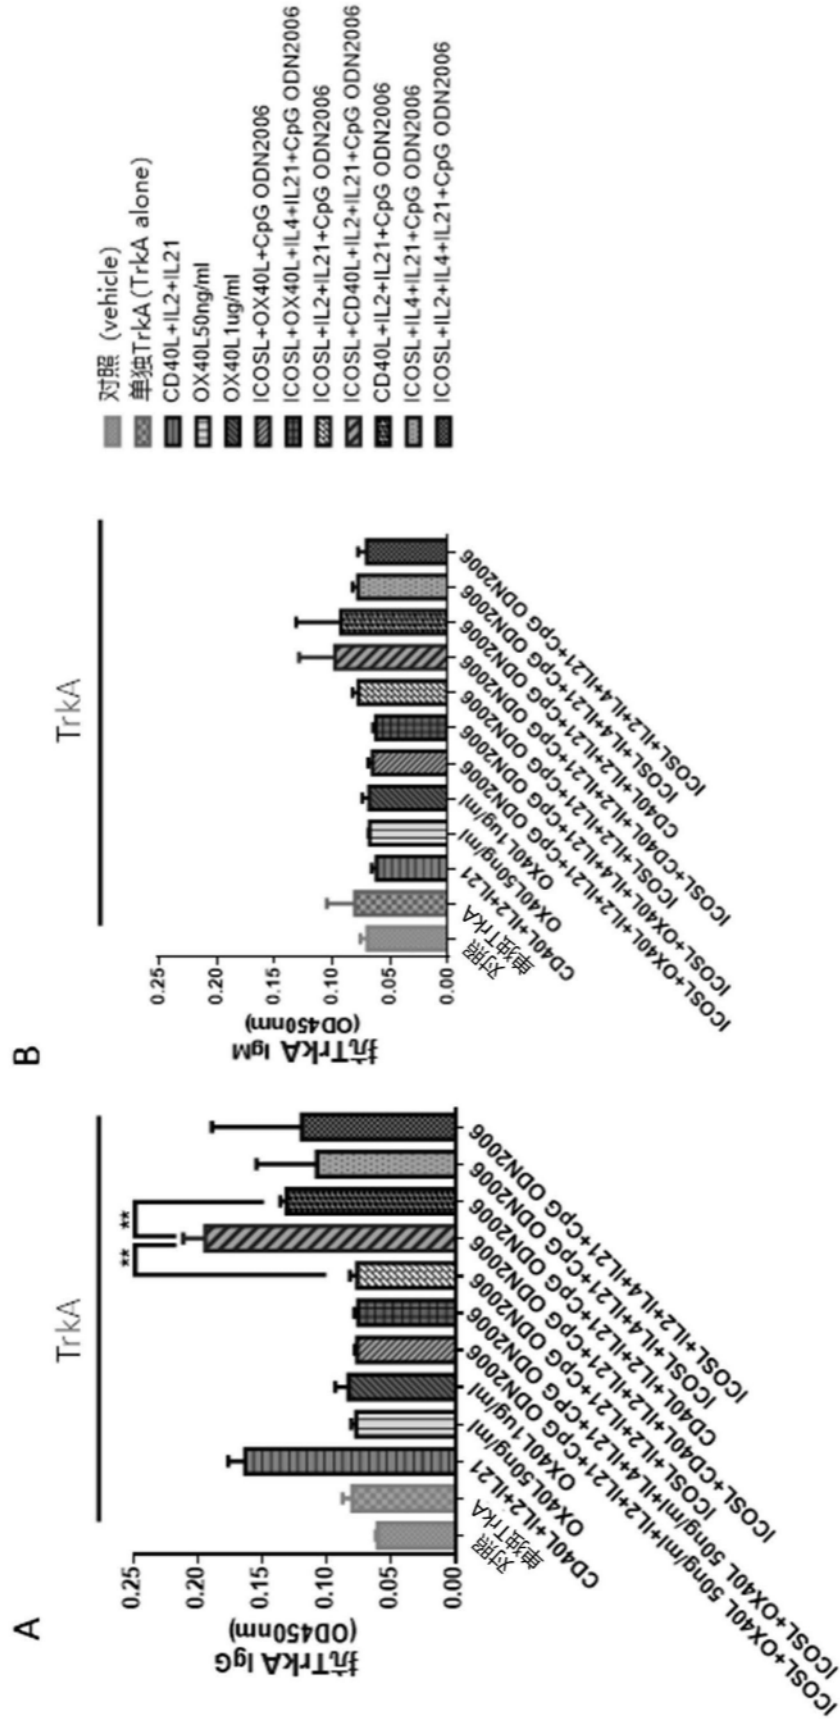 A
TrkA
抗TrkA IgG
(OD450nm)
0.25
0.20
0.15
0.10
0.05
0.00
**
**
对照
单独TrkA
CD40L+IL2+IL21
OX40L50ng/ml
OX40L1ug/ml
ICOSL+OX40L 50ng/ml+IL2+IL21+CpG ODN2006
ICOSL+OX40L 50ng/ml+IL4+IL21+CPG ODN2006
ICOSL+IL2+IL21+CpG ODN2006
ICOSL+CD40L+IL2+IL21+CpG ODN2006
CD40L+IL2+IL21+CpG ODN2006
ICOSL+IL4+IL21+CpG ODN2006
ICOSL+IL2+IL4+IL21+CpG ODN2006
B
TrkA
抗TrkA IgM
(OD450nm)
0.25
0.20
0.15
0.10
0.05
0.00
对照
单独TrkA
CD40L+IL2+IL21
OX40L50ng/ml
OX40L1ug/ml
ICOSL+OX40L+IL2+IL21+CpG ODN2006
ICOSL+OX40L+IL4+IL21+CpG ODN2006
ICOSL+IL2+IL21+CpG ODN2006
ICOSL+CD40L+IL2+IL21+CpG ODN2006
CD40L+IL2+IL21+CpG ODN2006
ICOSL+IL4+IL21+CpG ODN2006
ICOSL+IL2+IL4+IL21+CpG ODN2006
对照（vehicle）
单独TrkA(TrkA alone)
CD40L+IL2+IL21
OX40L50ng/ml
OX40L1ug/ml
ICOSL+OX40L+CpG ODN2006
ICOSL+OX40L+IL4+IL21+CpG ODN2006
ICOSL+IL2+IL21+CpG ODN2006
ICOSL+CD40L+IL2+IL21+CpG ODN2006
CD40L+IL2+IL21+CpG ODN2006
ICOSL+IL4+IL21+CpG ODN2006
ICOSL+IL2+IL4+IL21+CpG ODN2006